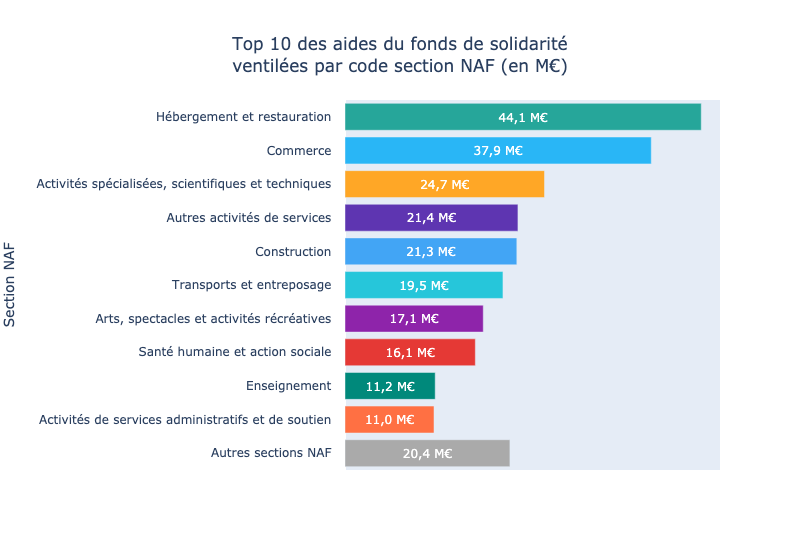 Top 10 des aides du fonds de solidarité
ventilées par code section NAF (en M€)
Section NAF
Hébergement et restauration 44,1 M€
Commerce 37,9 M€
Activités spécialisées, scientifiques et techniques 24,7 M€
Autres activités de services 21,4 M€
Construction 21,3 M€
Transports et entreposage 19,5 M€
Arts, spectacles et activités récréatives 17,1 M€
Santé humaine et action sociale 16,1 M€
Enseignement 11,2 M€
Activités de services administratifs et de soutien 11,0 M€
Autres sections NAF 20,4 M€